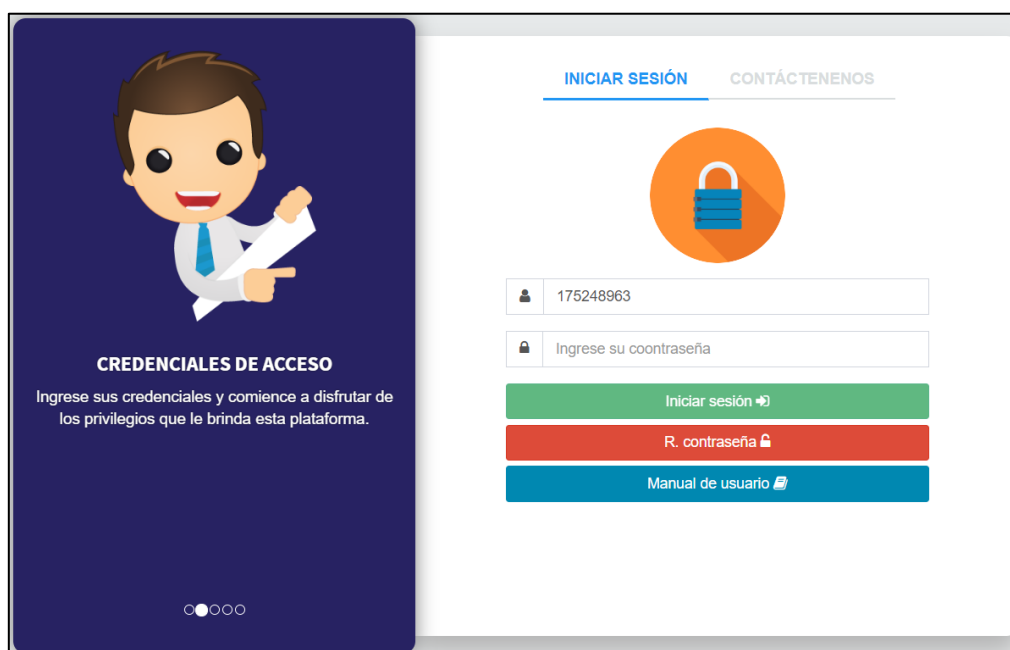 CREDENCIALES DE ACCESO
Ingrese sus credenciales y comience a disfrutar de
los privilegios que le brinda esta plataforma.
INICIAR SESIÓN
CONTÁCTENENOS
175248963
Ingrese su coontraseña
Iniciar sesión
R. contraseña
Manual de usuario